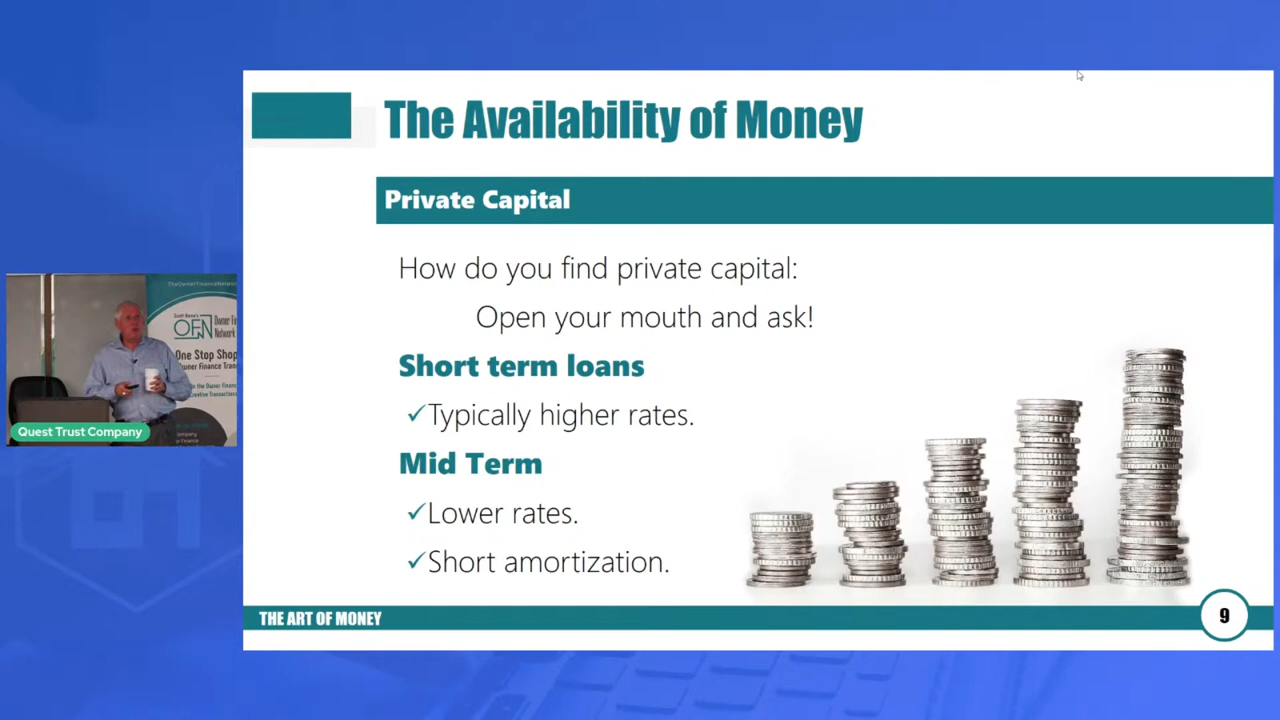 The Availability of Money
Private Capital
How do you find private capital:
Open your mouth and ask!
Short term loans
✓Typically higher rates.
Mid Term
✓Lower rates.
✓Short amortization.
THE ART OF MONEY
9
OFN
Network
One Stop Shop
Quest Trust Company